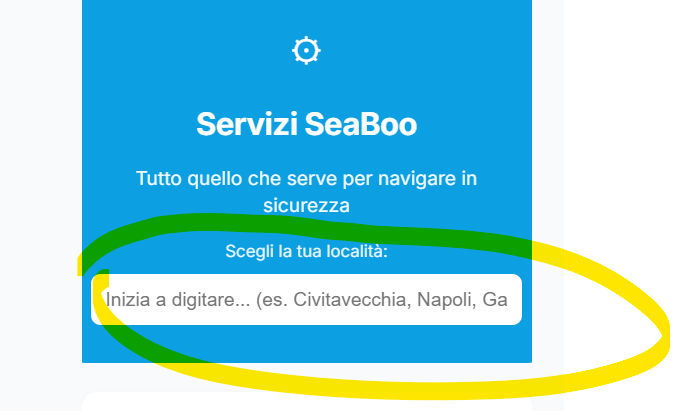 Servizi SeaBoo
Tutto quello che serve per navigare in
sicurezza
Scegli la tua località:
Inizia a digitare... (es. Civitavecchia, Napoli, Ga